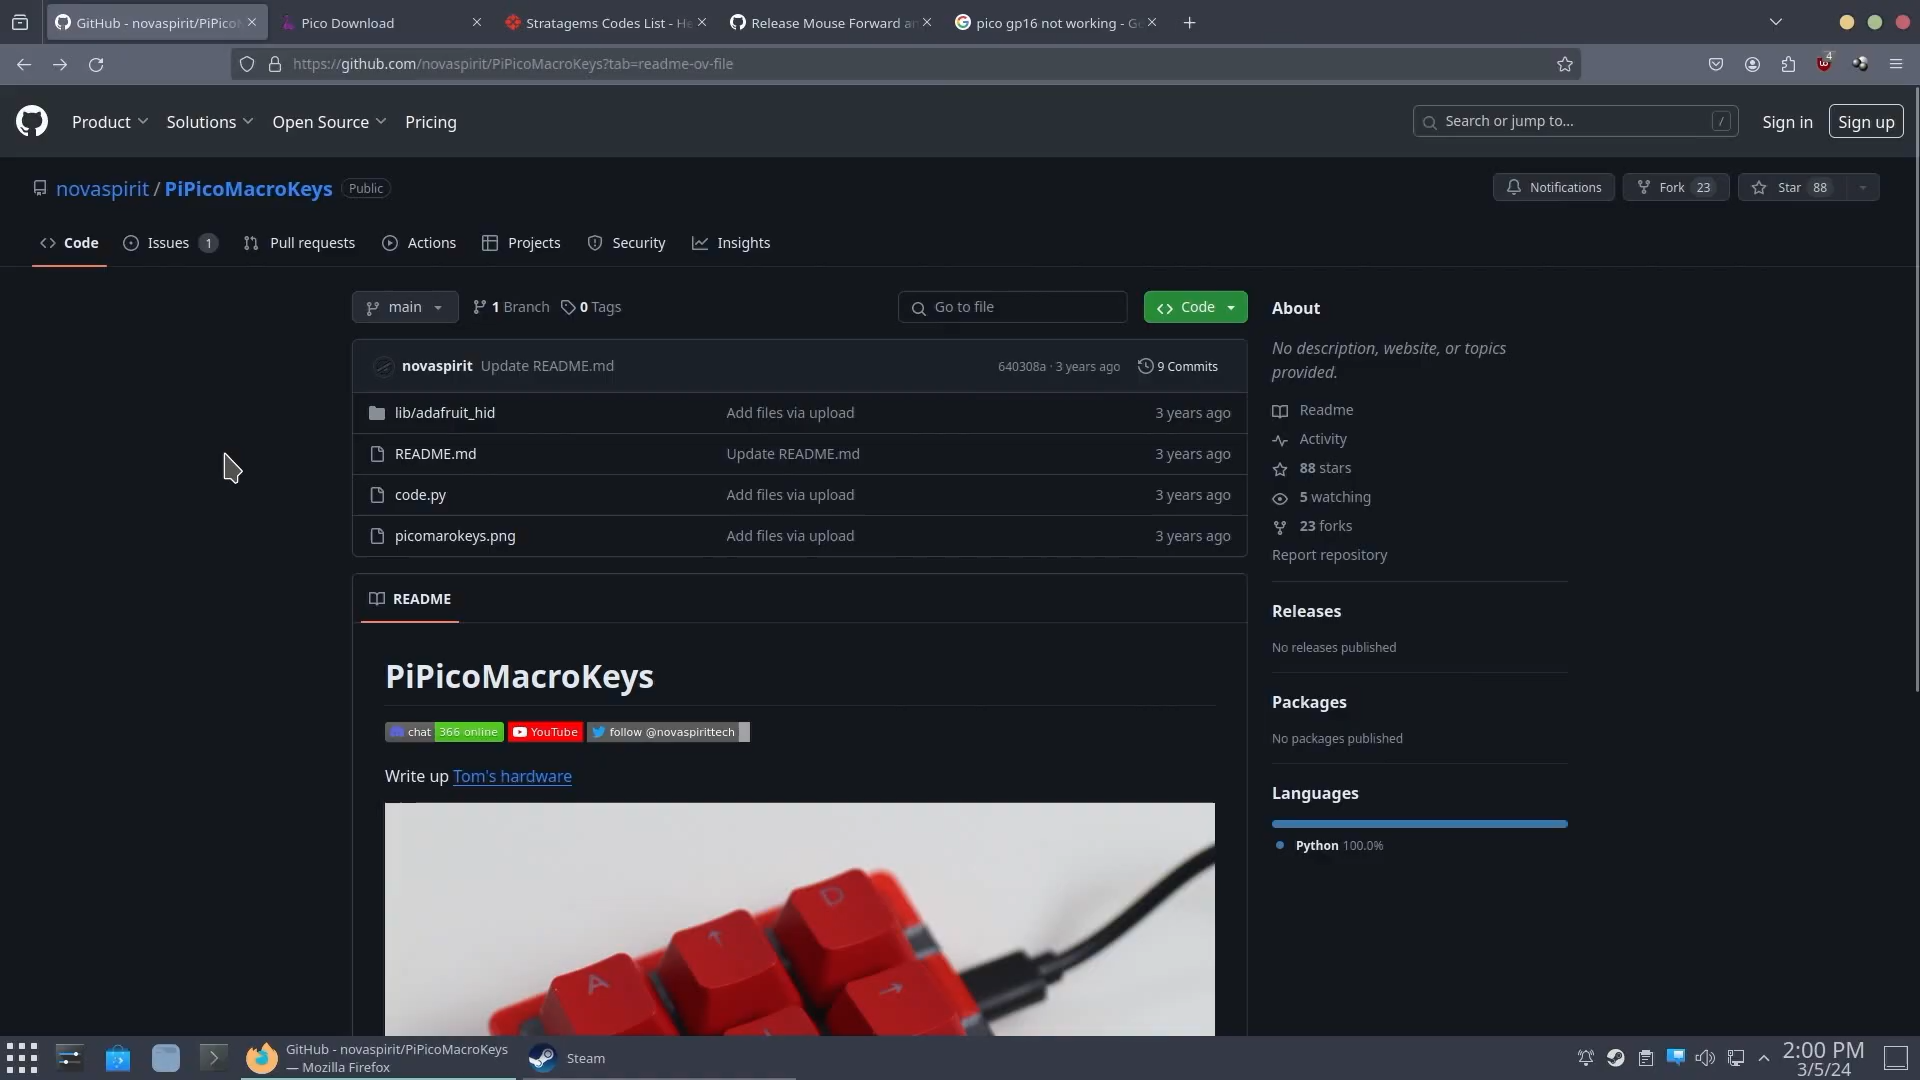 GitHub - novaspirit/PiPico
Pico Download
Stratagems Codes List - He
Release Mouse Forward an
pico gp16 not working - Go
https://github.com/novaspirit/PiPicoMacroKeys?tab=readme-ov-file
4
Product
Solutions
Open Source
Pricing
Search or jump to...
/
Sign in
Sign up
novaspirit / PiPicoMacroKeys
Public
Notifications
Fork 23
Star 88
Code
Issues 1
Pull requests
Actions
Projects
Security
Insights
main
1 Branch
0 Tags
Go to file
Code
About
No description, website, or topics
provided.
novaspirit Update README.md 640308a · 3 years ago 9 Commits
lib/adafruit_hid Add files via upload 3 years ago
README.md Update README.md 3 years ago
code.py Add files via upload 3 years ago
picomarokeys.png Add files via upload 3 years ago
Readme
Activity
88 stars
5 watching
23 forks
Report repository
Releases
No releases published
Packages
No packages published
Languages
Python 100.0%
README
PiPicoMacroKeys
chat 366 online
YouTube
follow @novaspirittech
Write up Tom's hardware
D
↑
A
→
GitHub - novaspirit/PiPicoMacroKeys
— Mozilla Firefox
Steam
2:00 PM
3/5/24